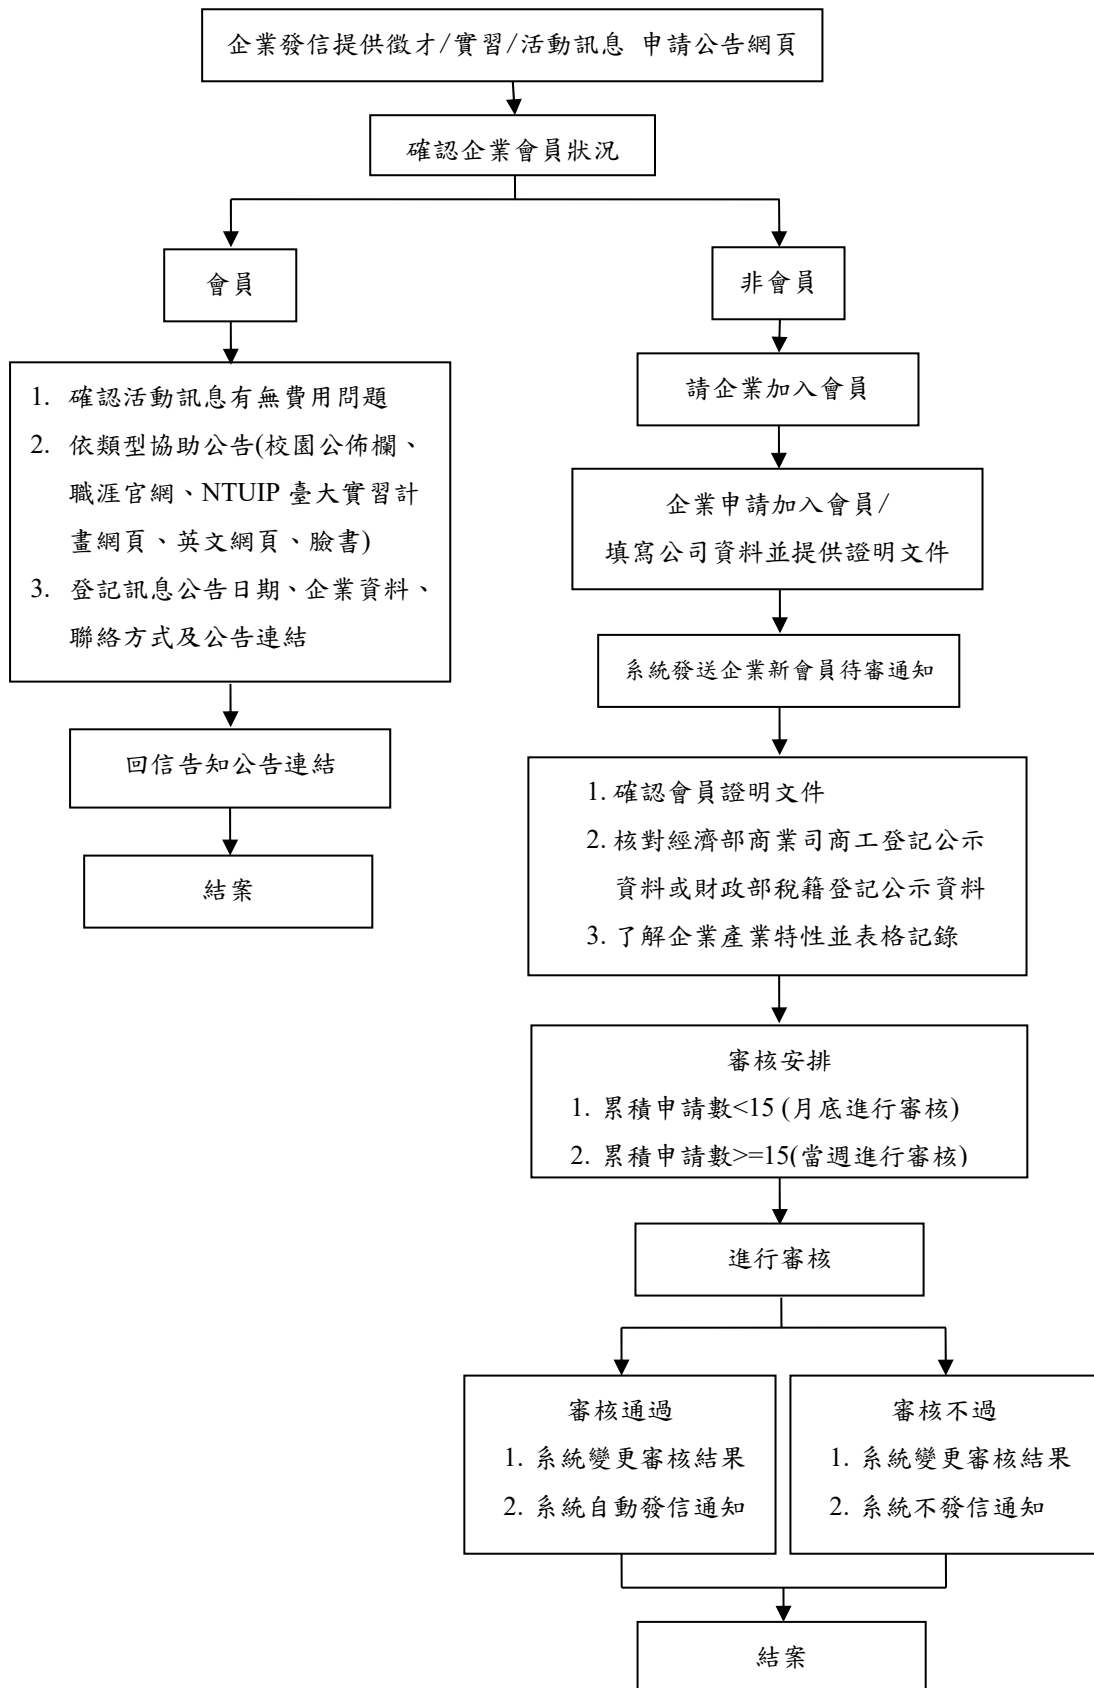 企業發信提供徵才/實習/活動訊息 申請公告網頁
確認企業會員狀況
會員
1. 確認活動訊息有無費用問題
2. 依類型協助公告(校園公佈欄、
職涯官網、NTUIP 臺大實習計
畫網頁、英文網頁、臉書)
3. 登記訊息公告日期、企業資料、
聯絡方式及公告連結
回信告知公告連結
結案
非會員
請企業加入會員
企業申請加入會員/
填寫公司資料並提供證明文件
系統發送企業新會員待審通知
1. 確認會員證明文件
2. 核對經濟部商業司商工登記公示
資料或財政部稅籍登記公示資料
3. 了解企業產業特性並表格記錄
審核安排
1. 累積申請數<15 (月底進行審核)
2. 累積申請數>=15(當週進行審核)
進行審核
審核通過
1. 系統變更審核結果
2. 系統自動發信通知
審核不過
1. 系統變更審核結果
2. 系統不發信通知
結案